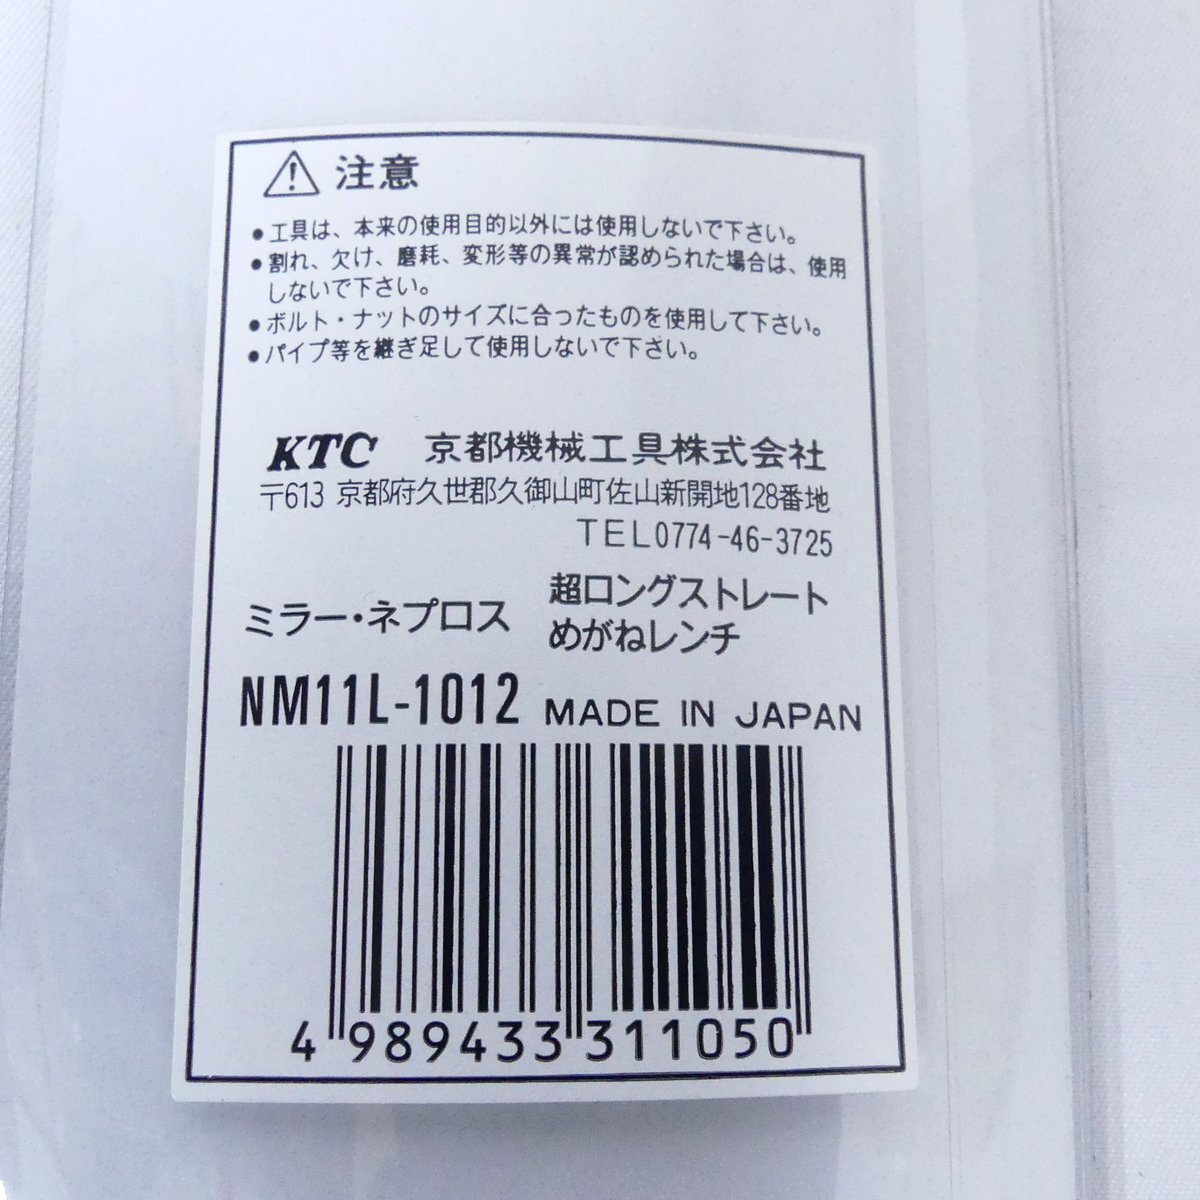 注意
●工具は、本来の使用目的以外には使用しないで下さい。
●割れ、欠け、磨耗、変形等の異常が認められた場合は、使用
しないで下さい。
●ボルト・ナットのサイズに合ったものを使用して下さい。
●パイプ等を継ぎ足して使用しないで下さい。
KTC 京都機械工具株式会社
〒613 京都府久世郡久御山町佐山新開地128番地
TEL0774-46-3725
ミラー・ネプロス 超ロングストレート
めがねレンチ
NM11L-1012 MADE IN JAPAN
4 989433 311050